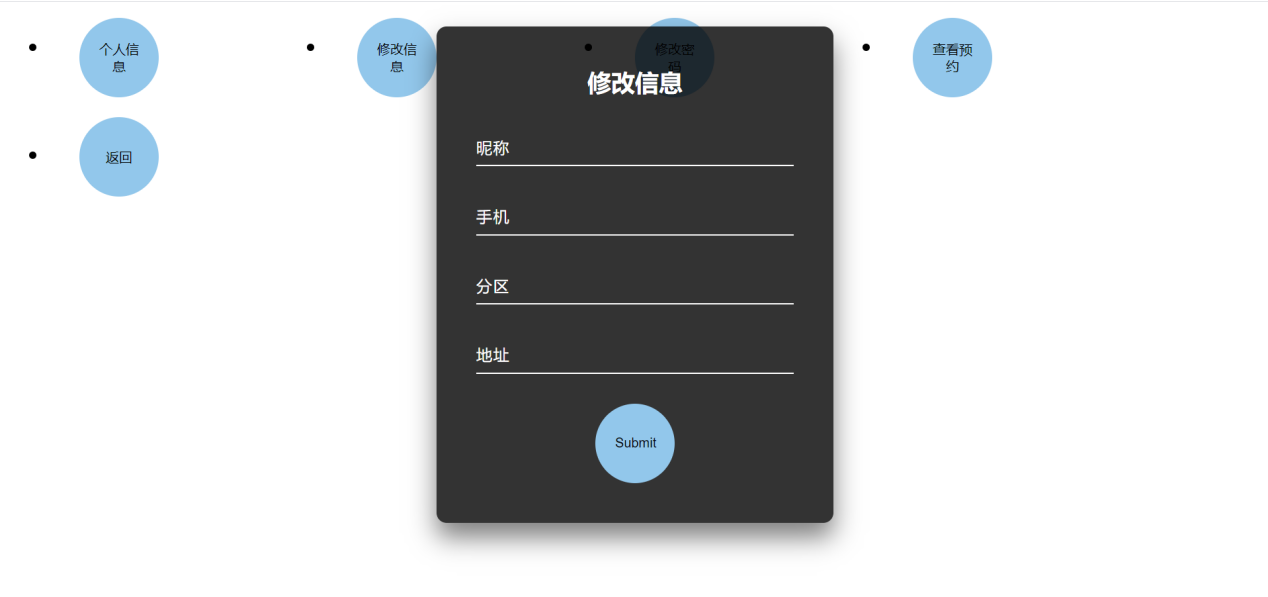 个人信
息
修改信
息
修改密
码
查看预
约
返回
修改信息
昵称
手机
分区
地址
Submit